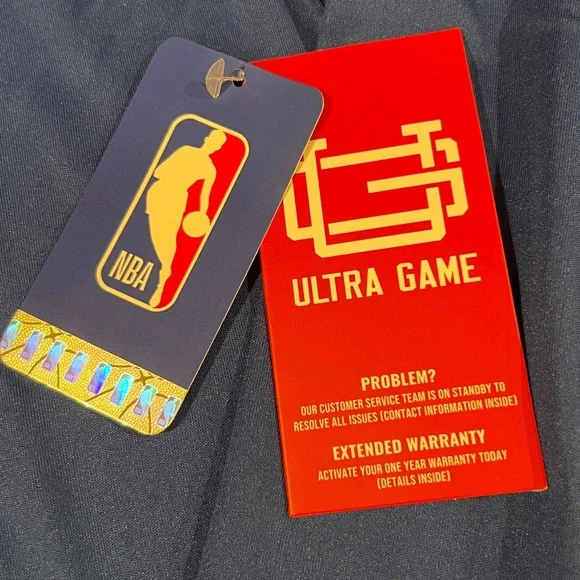 NBA
UG
ULTRA GAME
PROBLEM?
OUR CUSTOMER SERVICE TEAM IS ON STANDBY TO
RESOLVE ALL ISSUES (CONTACT INFORMATION INSIDE)
EXTENDED WARRANTY
ACTIVATE YOUR ONE YEAR WARRANTY TODAY
(DETAILS INSIDE)